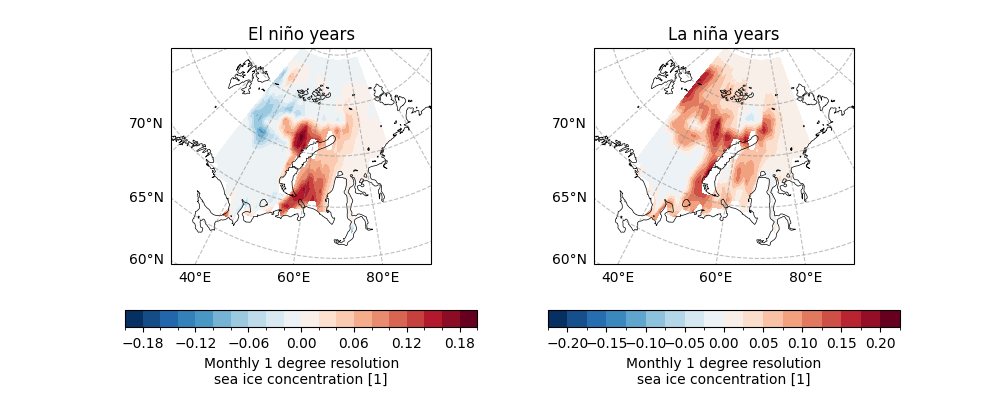 El niño years
La niña years
70°N
65°N
60°N
40°E
60°E
80°E
70°N
65°N
60°N
40°E
60°E
80°E
−0.18 −0.12 −0.06 0.00 0.06 0.12 0.18
Monthly 1 degree resolution
sea ice concentration [1]
−0.20 −0.15 −0.10 −0.05 0.00 0.05 0.10 0.15 0.20
Monthly 1 degree resolution
sea ice concentration [1]